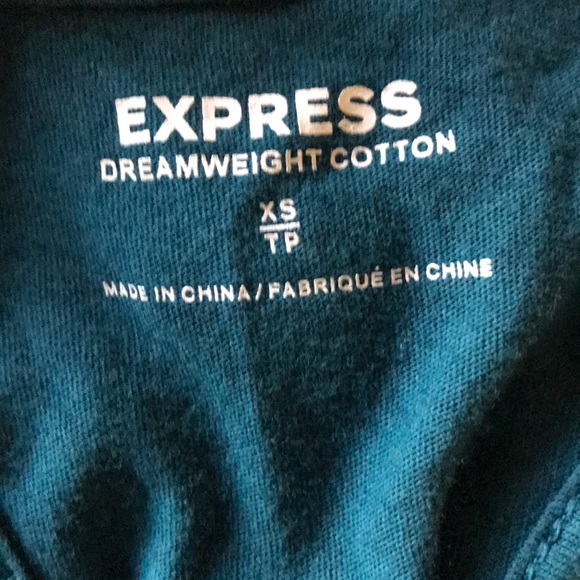 EXPRESS
DREAMWEIGHT COTTON
XS
TP
MADE IN CHINA/FABRIQUÉ EN CHINE